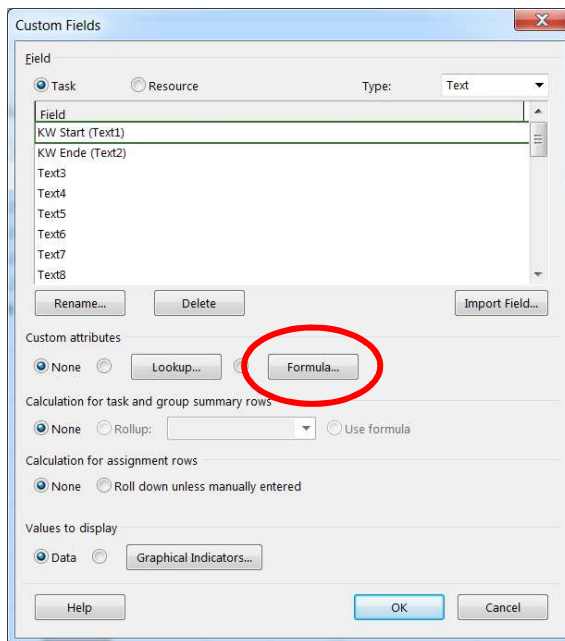 Custom Fields
Field
Task Resource Type: Text
Field
KW Start (Text1)
KW Ende (Text2)
Text3
Text4
Text5
Text6
Text7
Text8
Rename... Delete Import Field...
Custom attributes
None Lookup... Formula...
Calculation for task and group summary rows
None Rollup: Use formula
Calculation for assignment rows
None Roll down unless manually entered
Values to display
Data Graphical Indicators...
Help OK Cancel